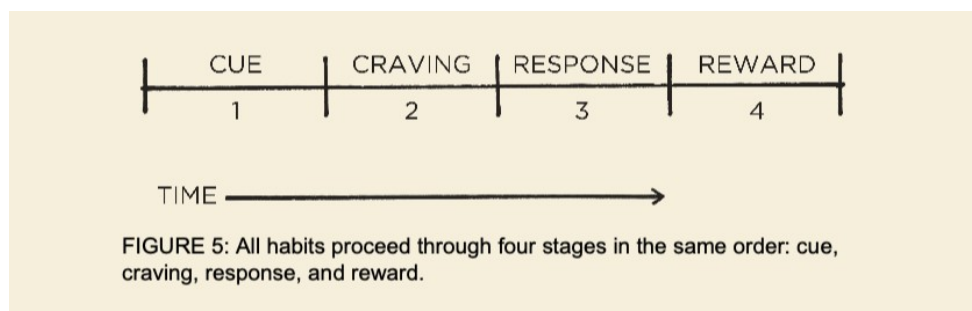 CUE CRAVING RESPONSE REWARD
1 2 3 4
TIME
FIGURE 5: All habits proceed through four stages in the same order: cue,
craving, response, and reward.